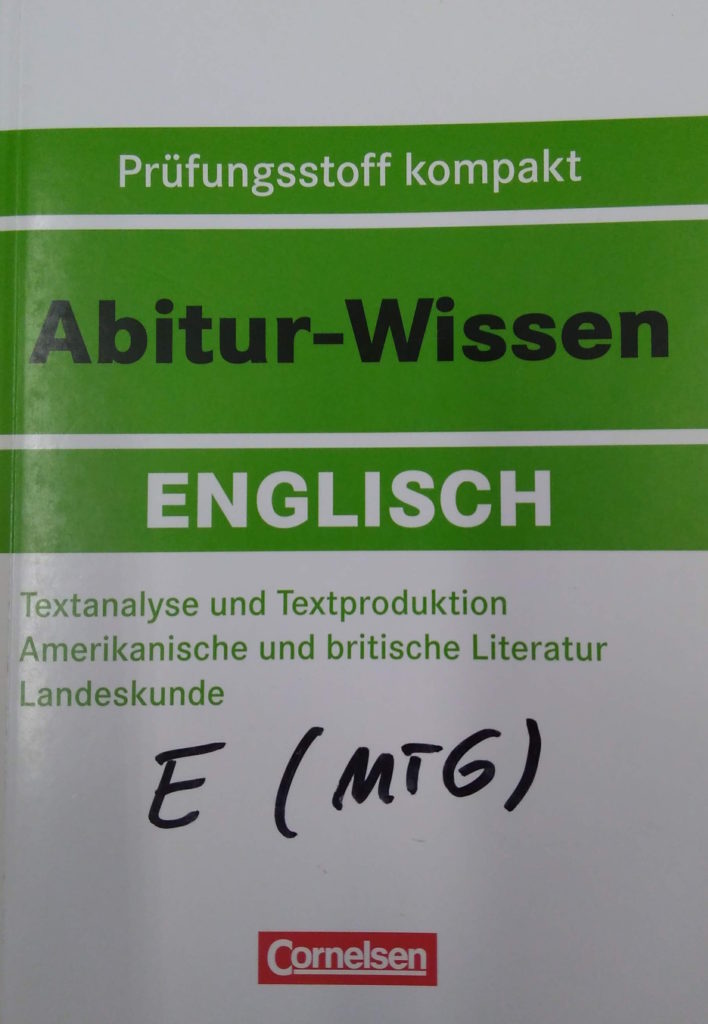 Prüfungsstoff kompakt
Abitur-Wissen
ENGLISCH
Textanalyse und Textproduktion
Amerikanische und britische Literatur
Landeskunde
E (MTG)
Cornelsen